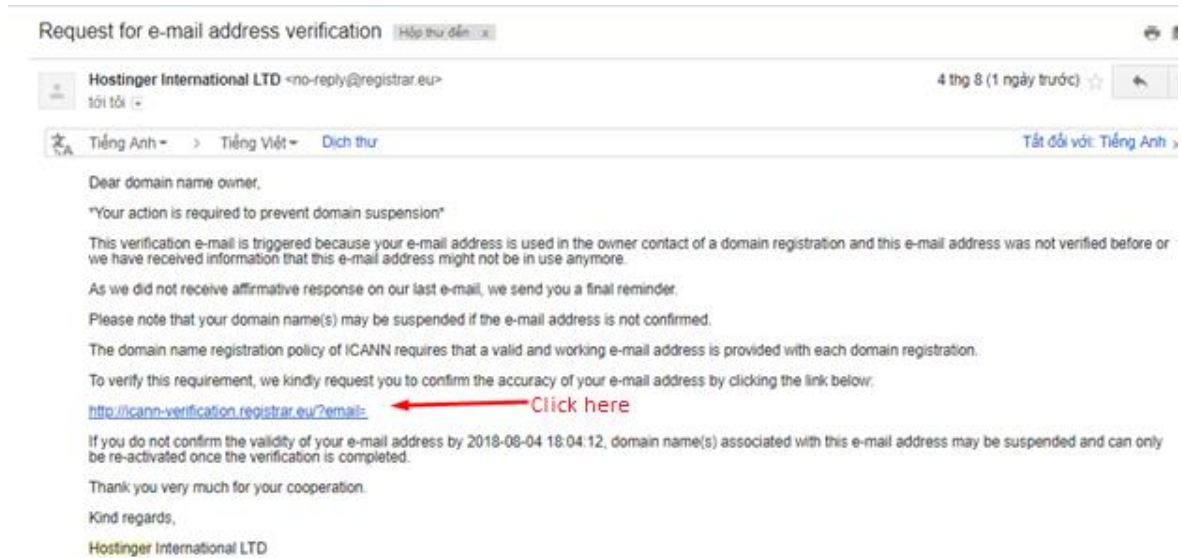 Request for e-mail address verification Hộp thư đến x
Hostinger International LTD <no-reply@registrar.eu>
4 thg 8 (1 ngày trước)
tới tôi
Tiếng Anh > Tiếng Việt Dịch thư
Tắt đối với: Tiếng Anh x
Dear domain name owner,
*Your action is required to prevent domain suspension*
This verification e-mail is triggered because your e-mail address is used in the owner contact of a domain registration and this e-mail address was not verified before or
we have received information that this e-mail address might not be in use anymore.
As we did not receive affirmative response on our last e-mail, we send you a final reminder.
Please note that your domain name(s) may be suspended if the e-mail address is not confirmed.
The domain name registration policy of ICANN requires that a valid and working e-mail address is provided with each domain registration.
To verify this requirement, we kindly request you to confirm the accuracy of your e-mail address by clicking the link below:
http://icann-verification.registrar.eu/?email=
Click here
If you do not confirm the validity of your e-mail address by 2018-08-04 18:04:12, domain name(s) associated with this e-mail address may be suspended and can only
be re-activated once the verification is completed.
Thank you very much for your cooperation.
Kind regards,
Hostinger International LTD